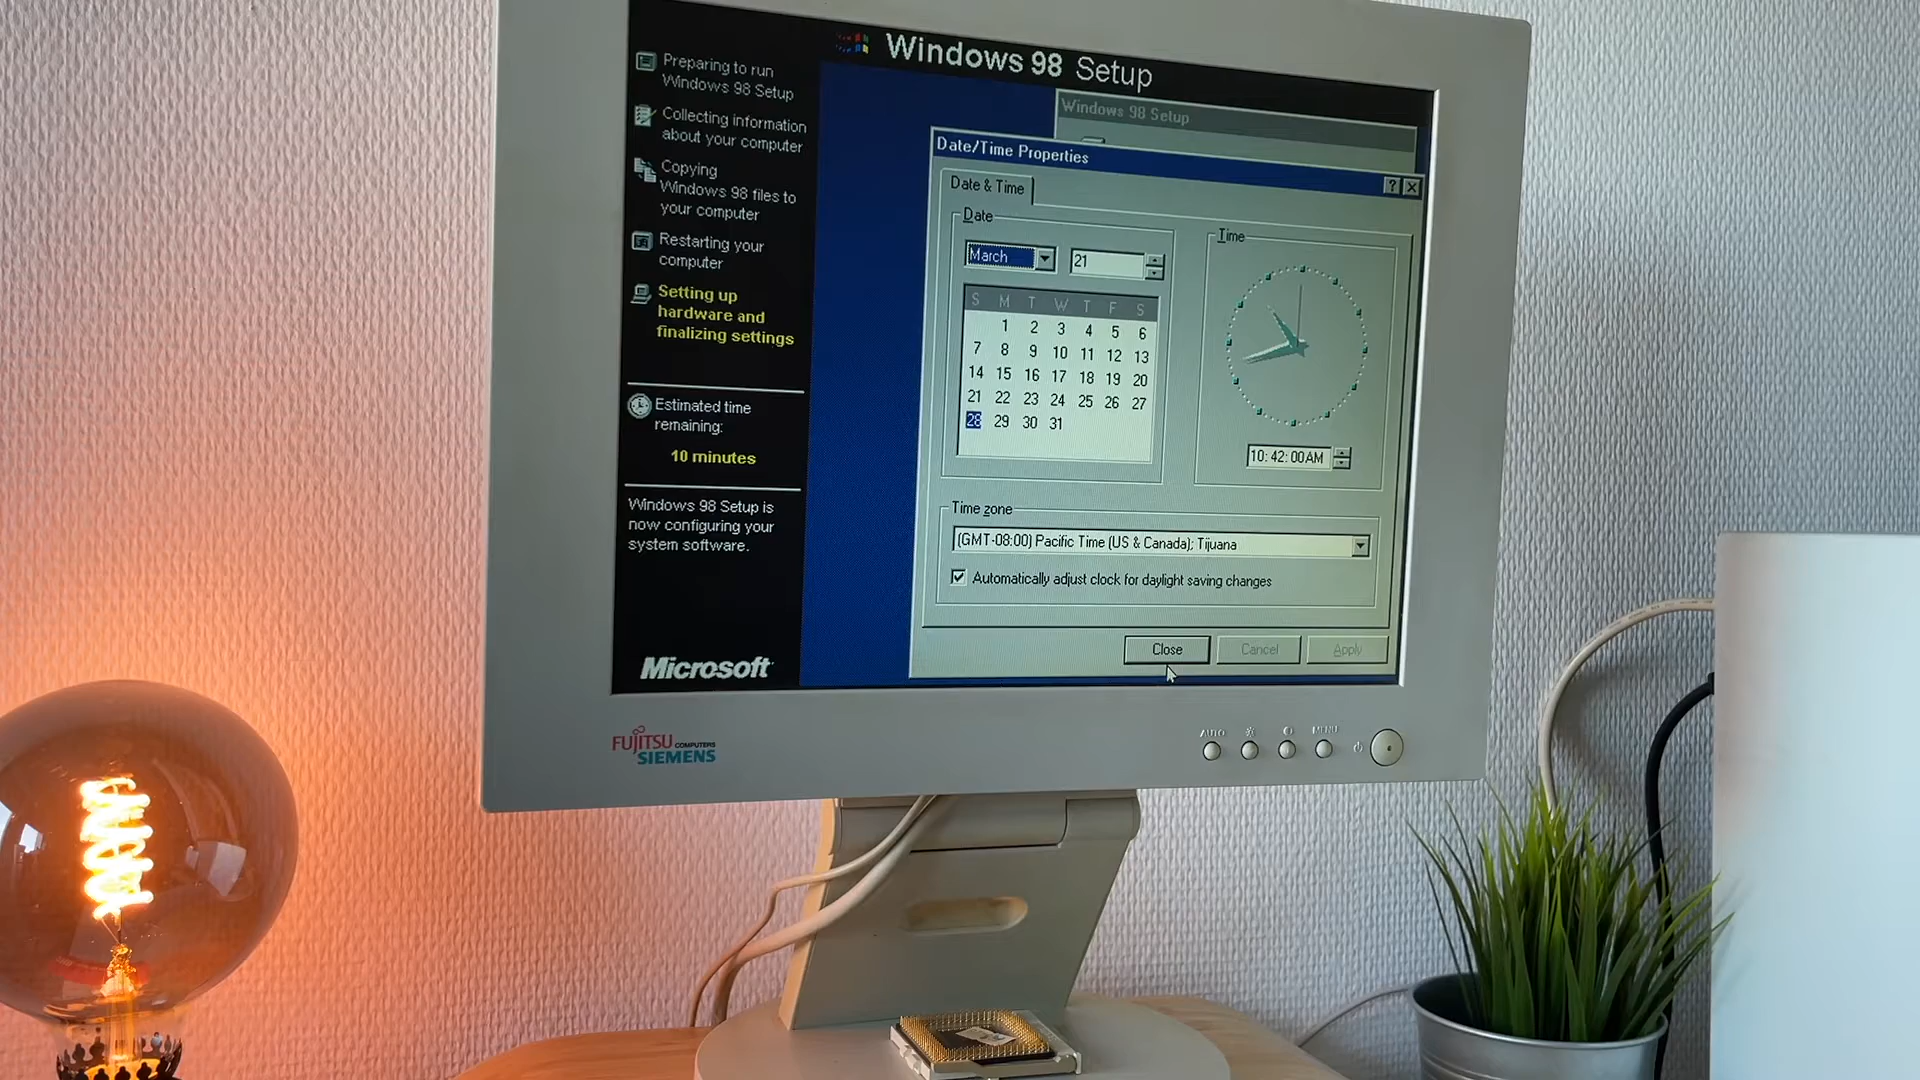 Windows 98 Setup
Preparing to run
Windows 98 Setup
Collecting information
about your computer
Copying
Windows 98 files to
your computer
Restarting your
computer
Setting up
hardware and
finalizing settings
Estimated time
remaining:
10 minutes
Windows 98 Setup is
now configuring your
system software.
Microsoft
Windows 98 Setup
Date/Time Properties
Date & Time
Date
March 21
S M T W T F S
1 2 3 4 5 6
7 8 9 10 11 12 13
14 15 16 17 18 19 20
21 22 23 24 25 26 27
28 29 30 31
Time
10:42:00AM
Time zone
(GMT-08:00) Pacific Time (US & Canada); Tijuana
Automatically adjust clock for daylight saving changes
Close Cancel Apply
FUJITSU COMPUTERS
SIEMENS
AUTO MENU